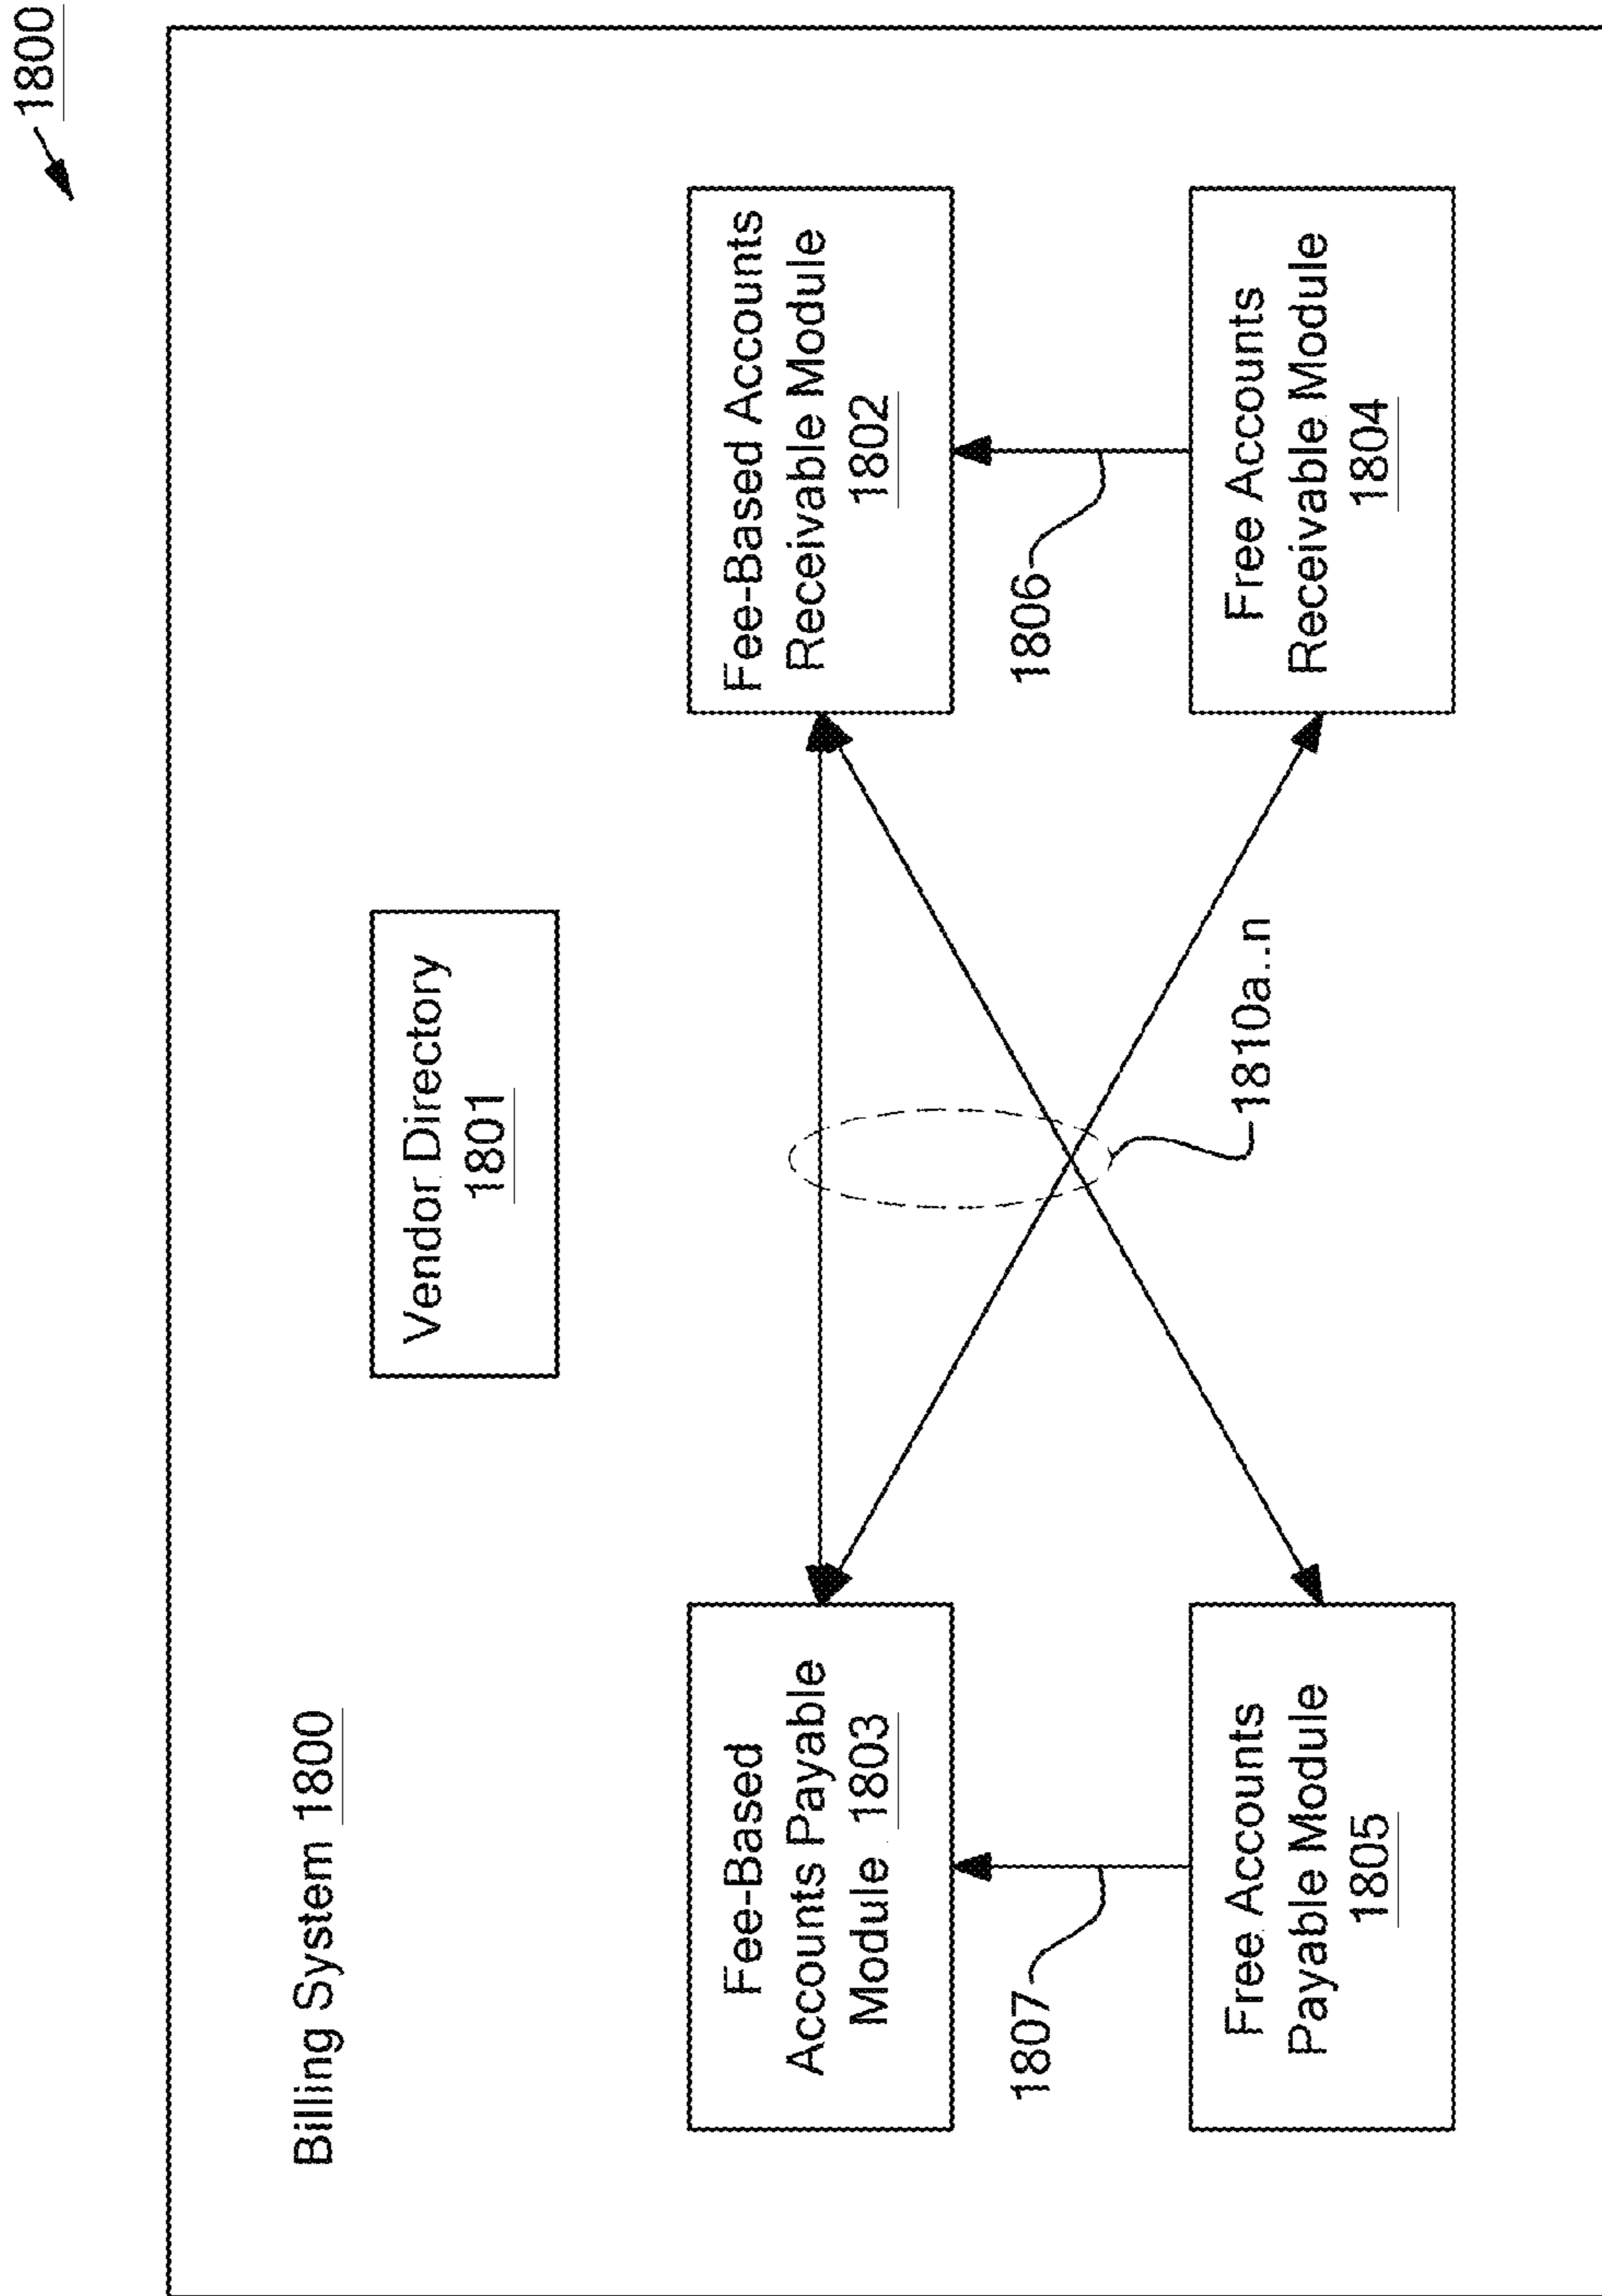 1800
Billing System 1800
Vendor Directory
1801
Fee-Based
Accounts Payable
Module 1803
Fee-Based Accounts
Receivable Module
1802
1807
1806
Free Accounts
Payable Module
1805
Free Accounts
Receivable Module
1804
1810a..n